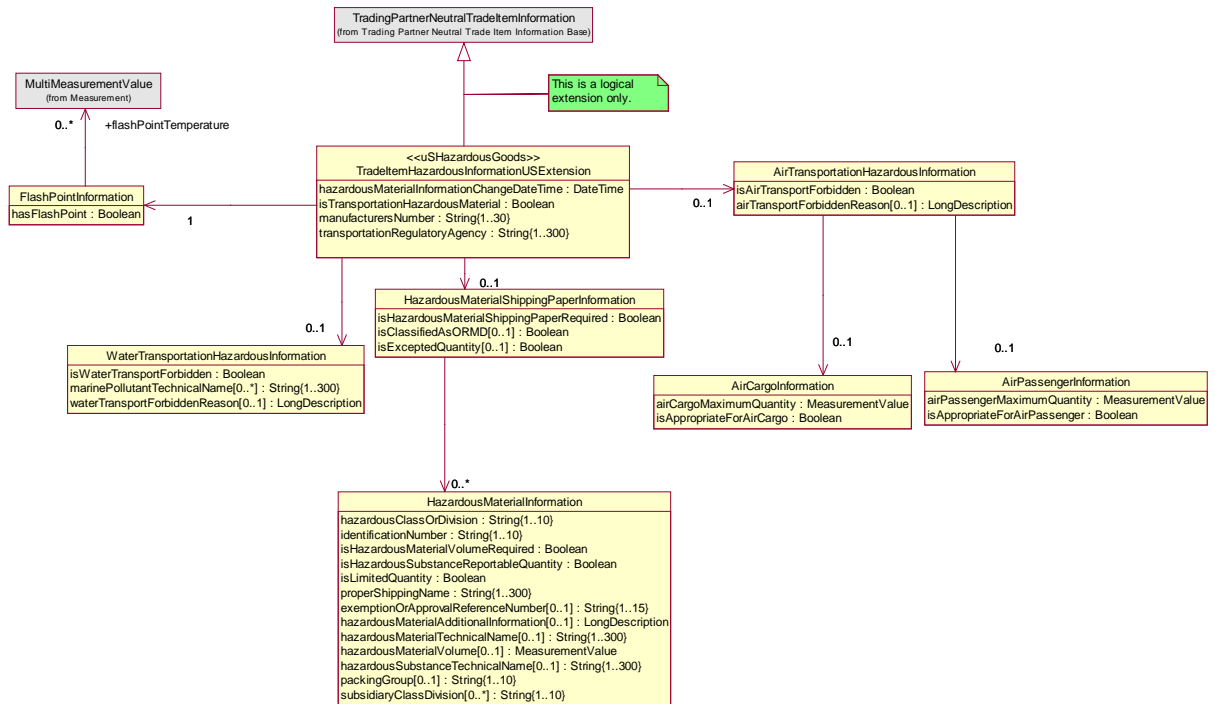 TradingPartnerNeutralTradeItemInformation
(from Trading Partner Neutral Trade Item Information Base)
This is a logical
extension only.
MultiMeasurementValue
(from Measurement)
0..*
+flashPointTemperature
<<uSHazardousGoods>>
TradeItemHazardousInformationUSExtension
hazardousMaterialInformationChangeDateTime : DateTime
isTransportationHazardousMaterial : Boolean
manufacturersNumber : String{1..30}
transportationRegulatoryAgency : String{1..300}
FlashPointInformation
hasFlashPoint : Boolean
1
AirTransportationHazardousInformation
isAirTransportForbidden : Boolean
airTransportForbiddenReason[0..1] : LongDescription
0..1
0..1
HazardousMaterialShippingPaperInformation
isHazardousMaterialShippingPaperRequired : Boolean
isClassifiedAsORMD[0..1] : Boolean
isExceptedQuantity[0..1] : Boolean
0..1
WaterTransportationHazardousInformation
isWaterTransportForbidden : Boolean
marinePollutantTechnicalName[0..*] : String{1..300}
waterTransportForbiddenReason[0..1] : LongDescription
0..1
AirCargoInformation
airCargoMaximumQuantity : MeasurementValue
isAppropriateForAirCargo : Boolean
0..1
AirPassengerInformation
airPassengerMaximumQuantity : MeasurementValue
isAppropriateForAirPassenger : Boolean
0..*
HazardousMaterialInformation
hazardousClassOrDivision : String{1..10}
identificationNumber : String{1..10}
isHazardousMaterialVolumeRequired : Boolean
isHazardousSubstanceReportableQuantity : Boolean
isLimitedQuantity : Boolean
properShippingName : String{1..300}
exemptionOrApprovalReferenceNumber[0..1] : String{1..15}
hazardousMaterialAdditionalInformation[0..1] : LongDescription
hazardousMaterialTechnicalName[0..1] : String{1..300}
hazardousMaterialVolume[0..1] : MeasurementValue
hazardousSubstanceTechnicalName[0..1] : String{1..300}
packingGroup[0..1] : String{1..10}
subsidiaryClassDivision[0..*] : String{1..10}